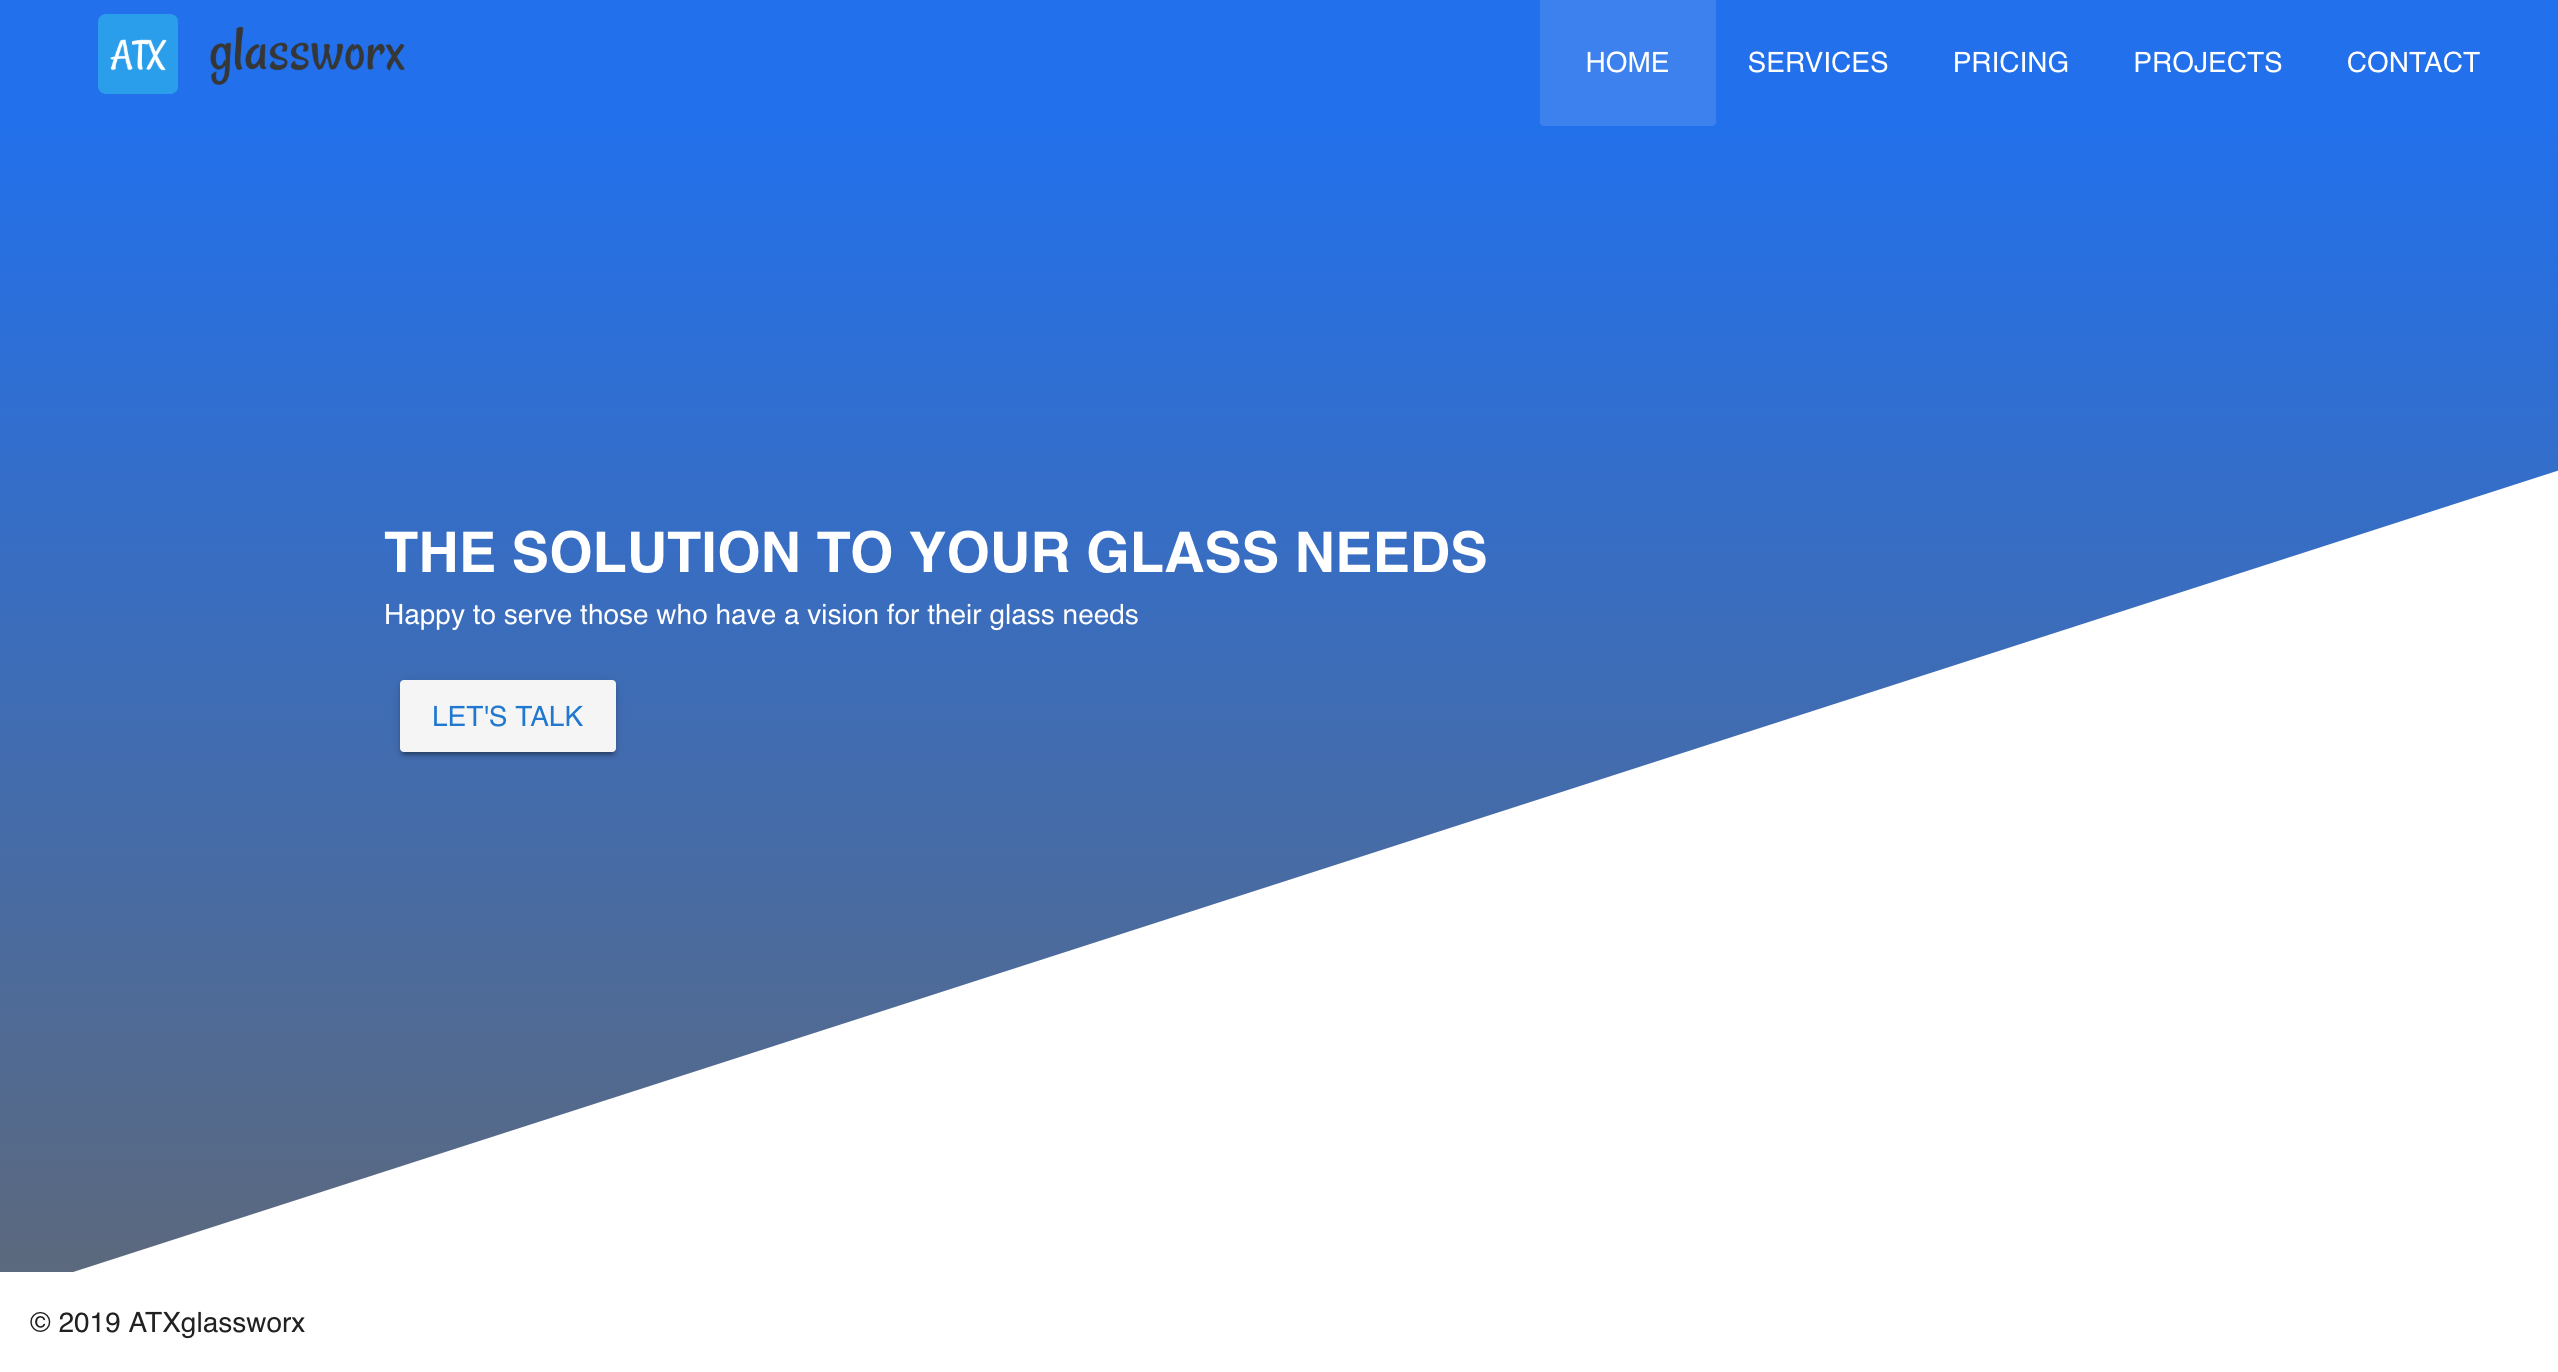 ATX glassworx
HOME SERVICES PRICING PROJECTS CONTACT
THE SOLUTION TO YOUR GLASS NEEDS
Happy to serve those who have a vision for their glass needs
LET'S TALK
© 2019 ATXglassworx